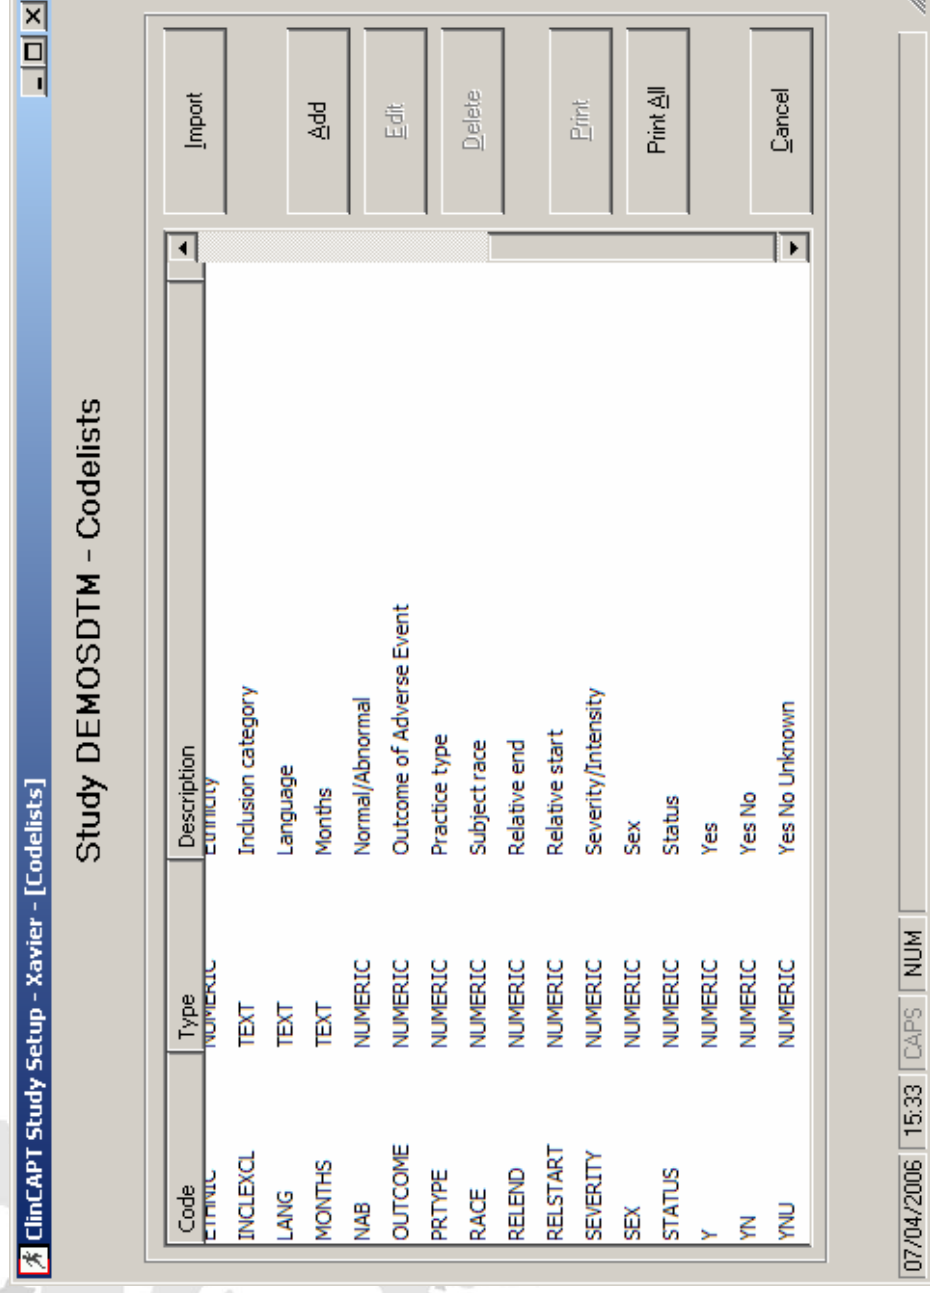 ClinCAPT Study Setup - Xavier - [Codelists]
Study DEMOSDTM - Codelists
Code Type Description
ETHNIC NUMERIC Ethnicity
INCLEXCL TEXT Inclusion category
LANG TEXT Language
MONTHS TEXT Months
NAB NUMERIC Normal/Abnormal
OUTCOME NUMERIC Outcome of Adverse Event
PRTYPE NUMERIC Practice type
RACE NUMERIC Subject race
RELEND NUMERIC Relative end
RELSTART NUMERIC Relative start
SEVERITY NUMERIC Severity/Intensity
SEX NUMERIC Sex
STATUS NUMERIC Status
Y NUMERIC Yes
YN NUMERIC Yes No
YNU NUMERIC Yes No Unknown
Import
Add
Edit
Delete
Print
Print All
Cancel
07/04/2006 15:33 CAPS NUM